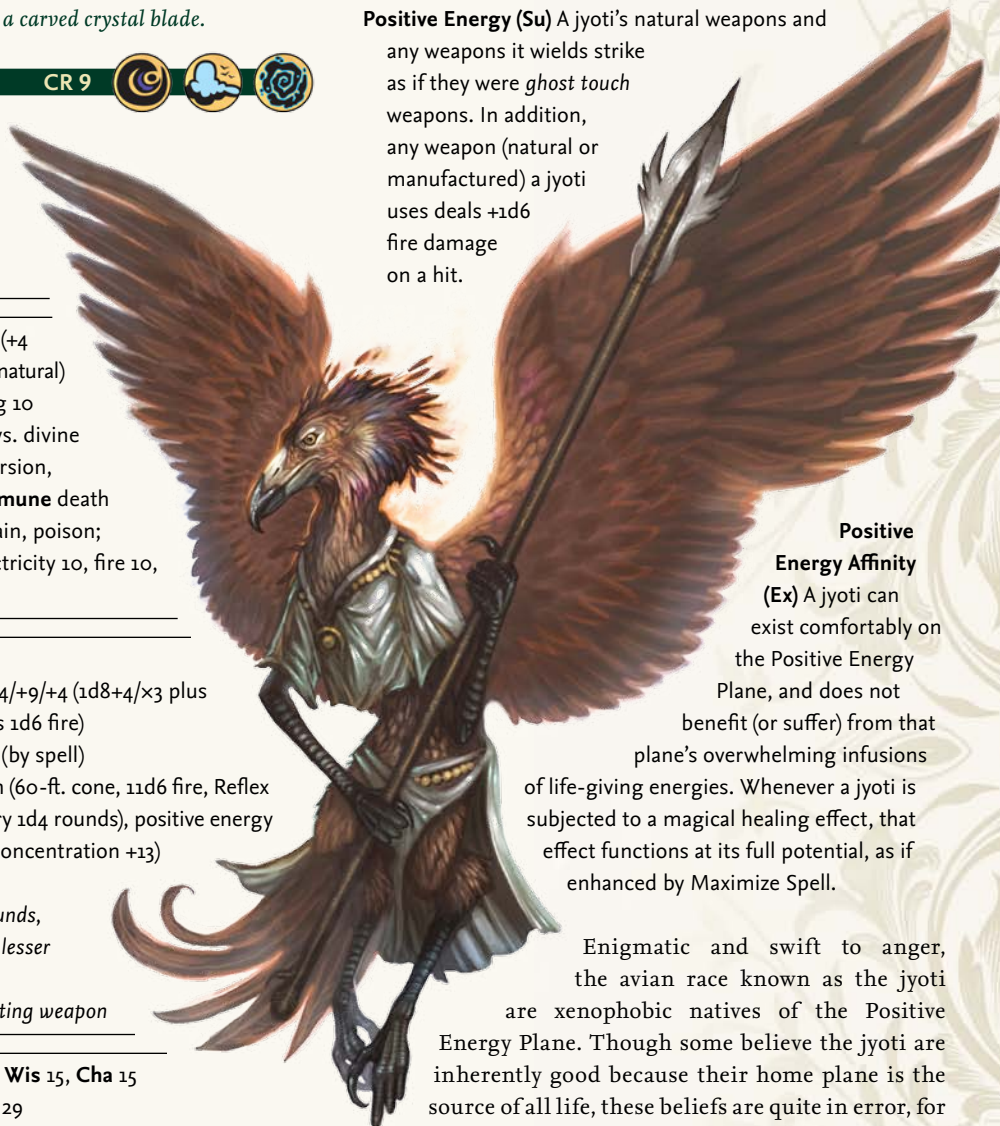 a carved crystal blade.
CR 9
(+4
natural)
g 10
vs. divine
rsion,
mune death
ain, poison;
ctricity 10, fire 10,
4/+9/+4 (1d8+4/×3 plus
s 1d6 fire)
(by spell)
n (60-ft. cone, 11d6 fire, Reflex
ry 1d4 rounds), positive energy
oncentration +13)
unds,
lesser
ting weapon
Wis 15, Cha 15
29
Positive Energy (Su) A jyoti’s natural weapons and
any weapons it wields strike
as if they were ghost touch
weapons. In addition,
any weapon (natural or
manufactured) a jyoti
uses deals +1d6
fire damage
on a hit.
Positive
Energy Affinity
(Ex) A jyoti can
exist comfortably on
the Positive Energy
Plane, and does not
benefit (or suffer) from that
plane’s overwhelming infusions
of life-giving energies. Whenever a jyoti is
subjected to a magical healing effect, that
effect functions at its full potential, as if
enhanced by Maximize Spell.
Enigmatic and swift to anger,
the avian race known as the jyoti
are xenophobic natives of the Positive
Energy Plane. Though some believe the jyoti are
inherently good because their home plane is the
source of all life, these beliefs are quite in error, for